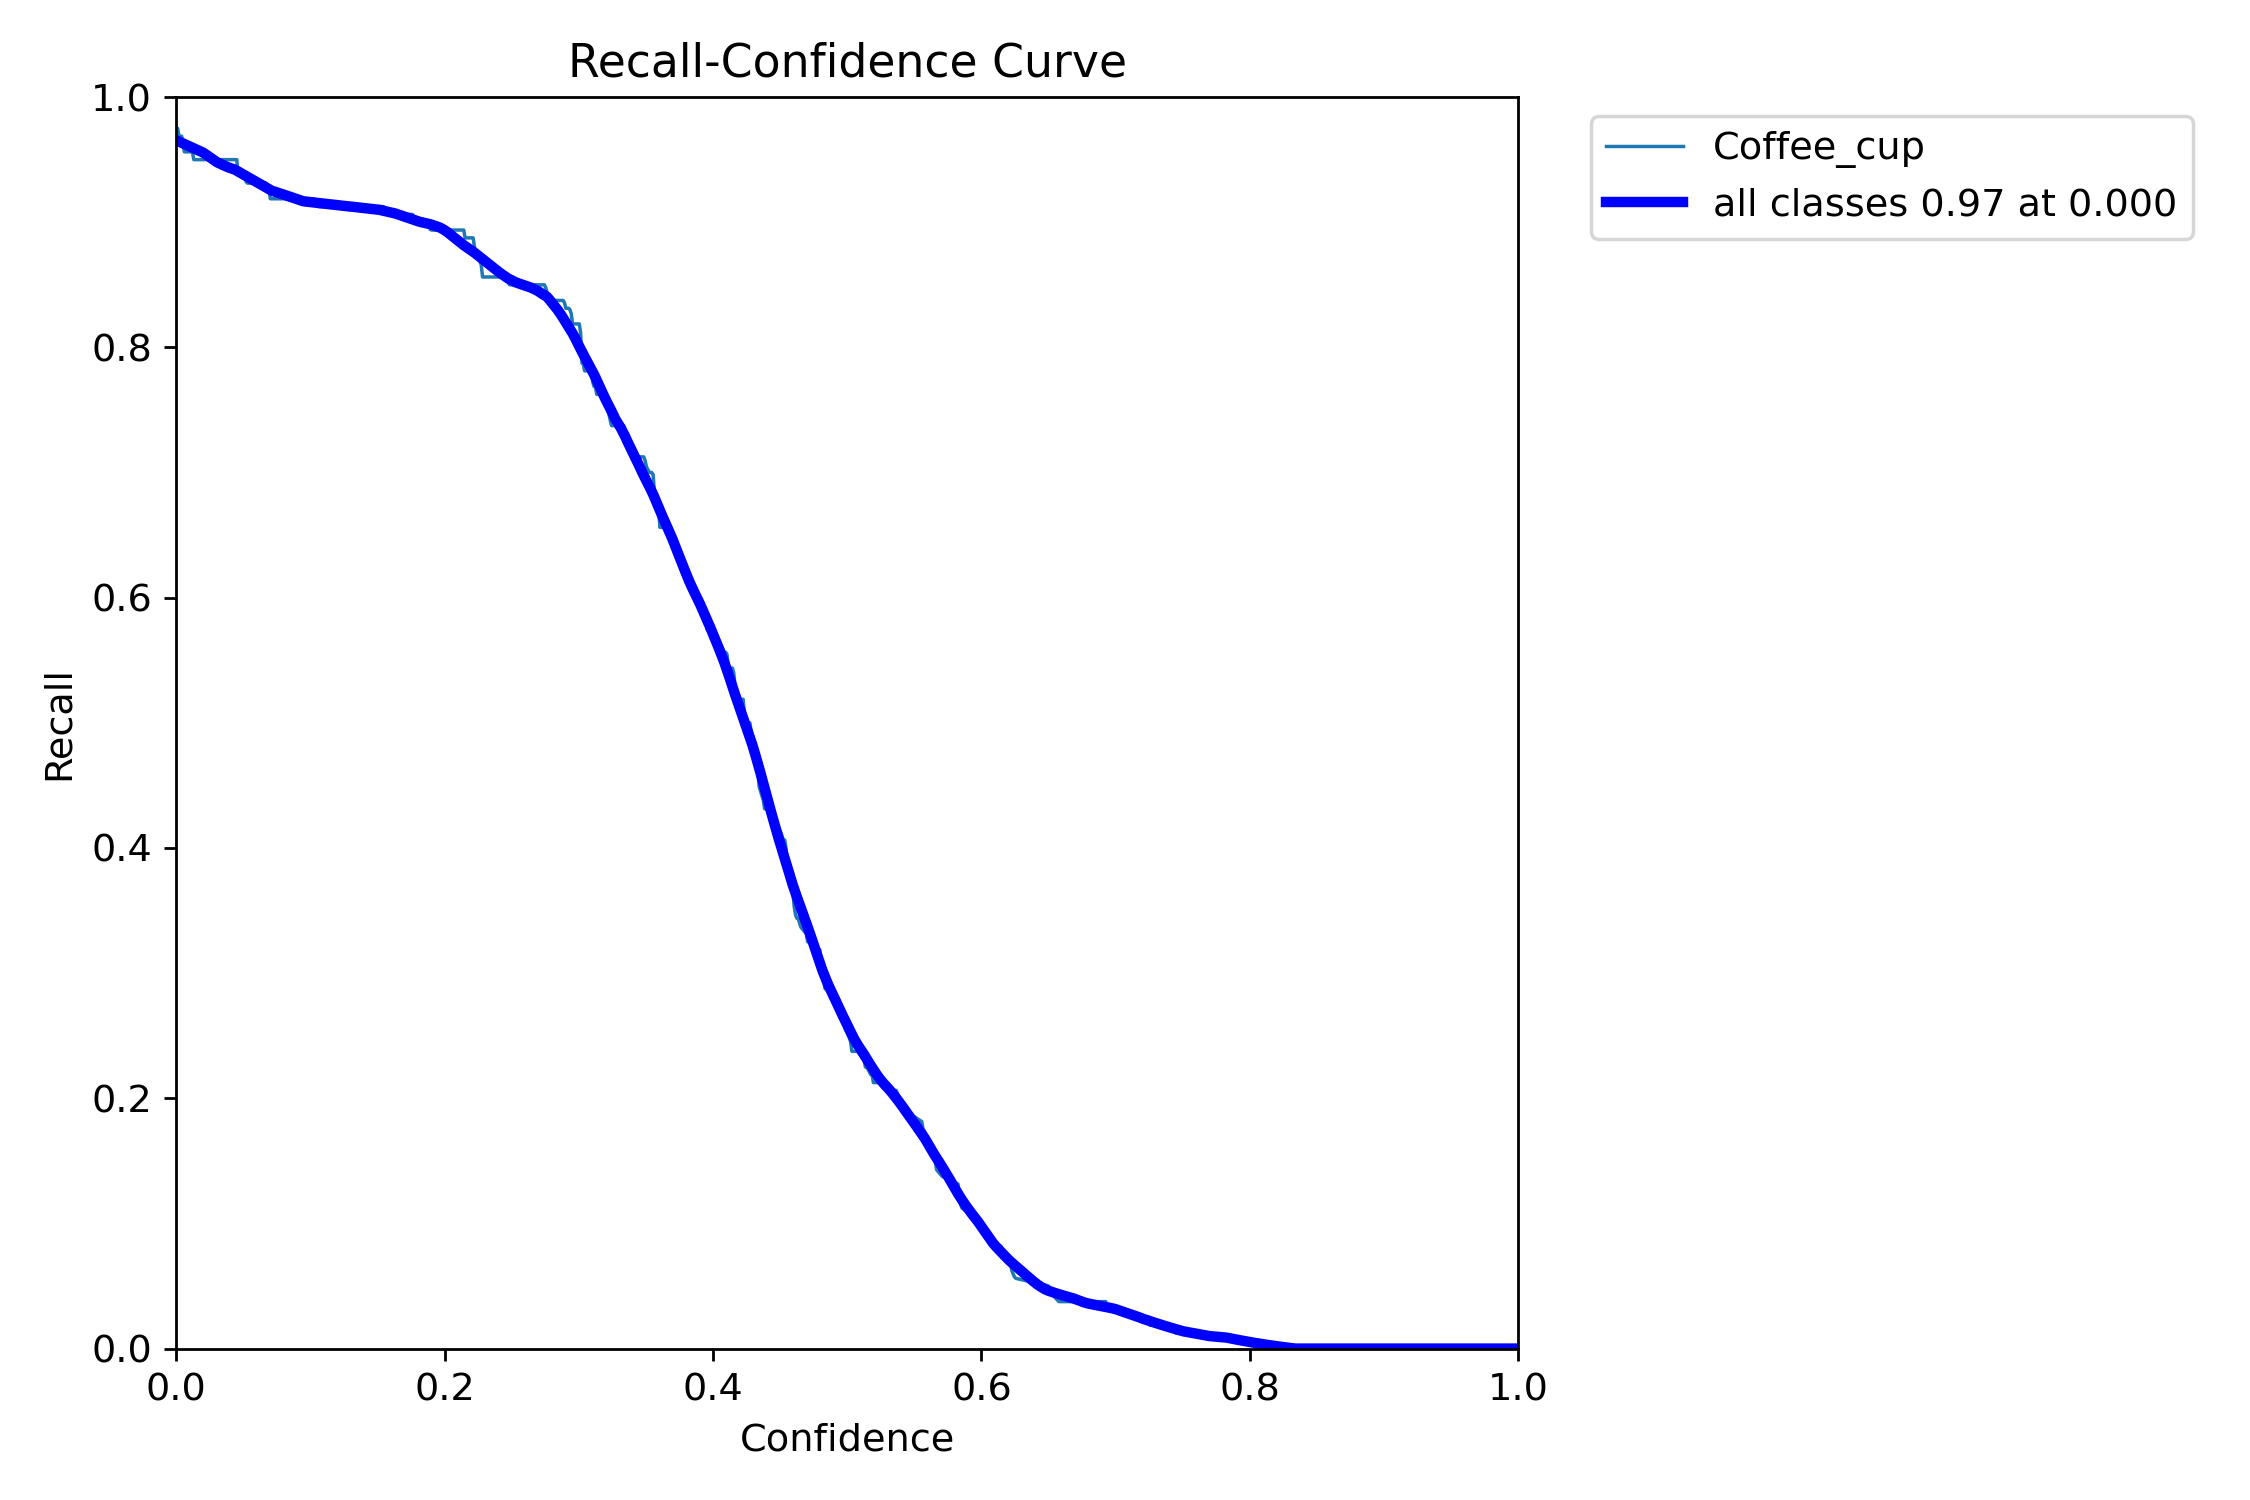 Recall-Confidence Curve
1.0
0.8
0.6
0.4
0.2
0.0
Recall
0.0 0.2 0.4 0.6 0.8 1.0
Confidence
Coffee_cup
all classes 0.97 at 0.000